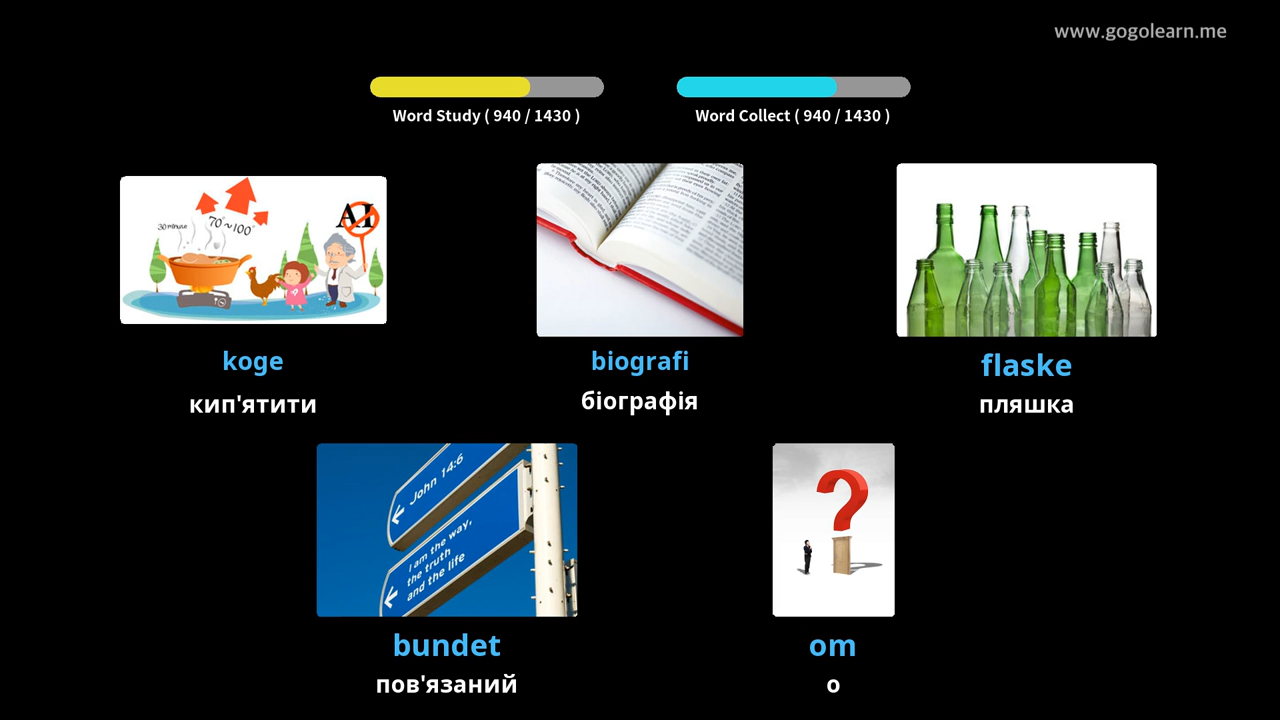 www.gogolearn.me
Word Study ( 940 / 1430 )
Word Collect ( 940 / 1430 )
30 minute
70°~100°
AI
koge
кип'ятити
biografi
біографія
flaske
пляшка
John 14:6
I am the way,
the truth
and the life
bundet
пов'язаний
?
om
о